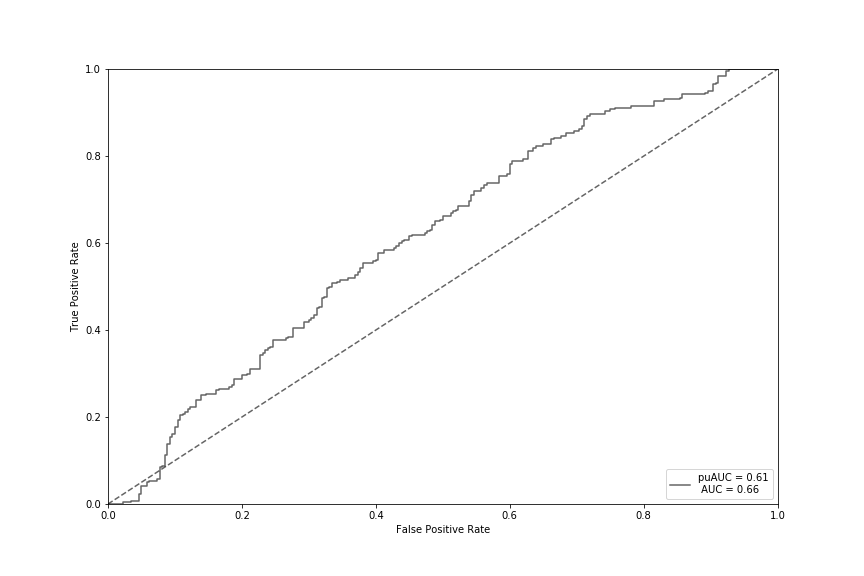 1.0
0.8
0.6
0.4
0.2
0.0
True Positive Rate
puAUC = 0.61
AUC = 0.66
0.0 0.2 0.4 0.6 0.8 1.0
False Positive Rate